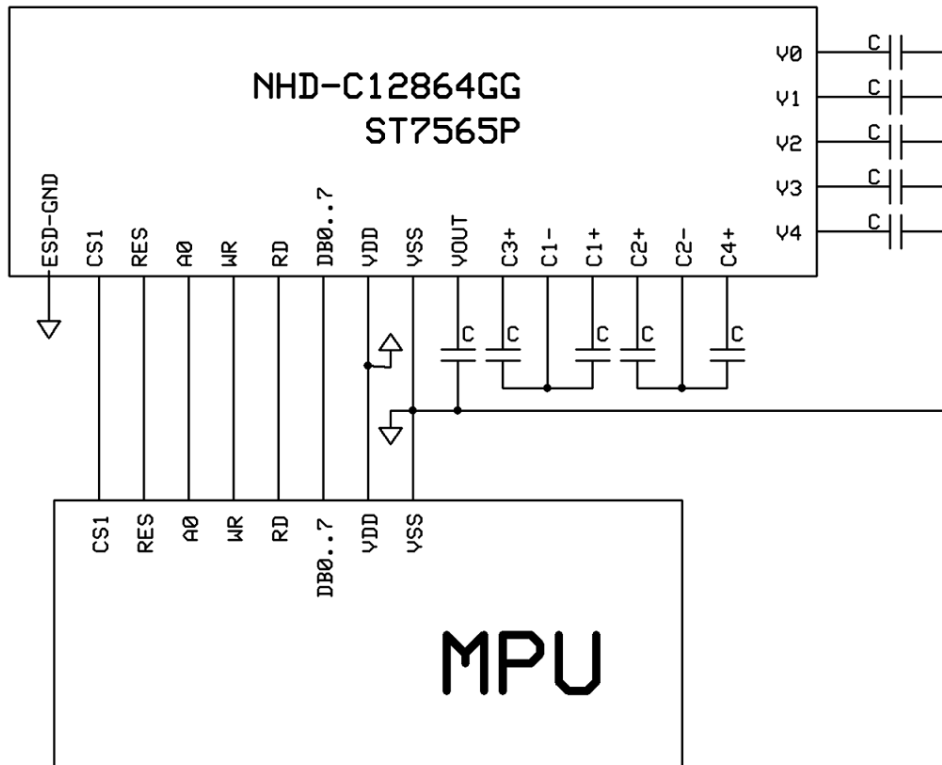 NHD-C12864GG
ST7565P
V0
V1
V2
V3
V4
C
C
C
C
C
ESD-GND
CS1
RES
A0
WR
RD
DB0..7
VDD
VSS
VOUT
C3+
C1-
C1+
C2+
C2-
C4+
C
C
C
C
C
CS1
RES
A0
WR
RD
DB0..7
VDD
VSS
MPU